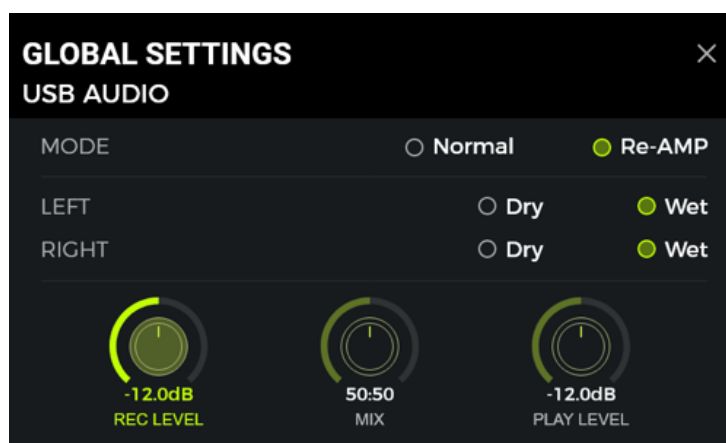 GLOBAL SETTINGS
USB AUDIO
MODE Normal Re-AMP
LEFT Dry Wet
RIGHT Dry Wet
-12.0dB 50:50 -12.0dB
REC LEVEL MIX PLAY LEVEL